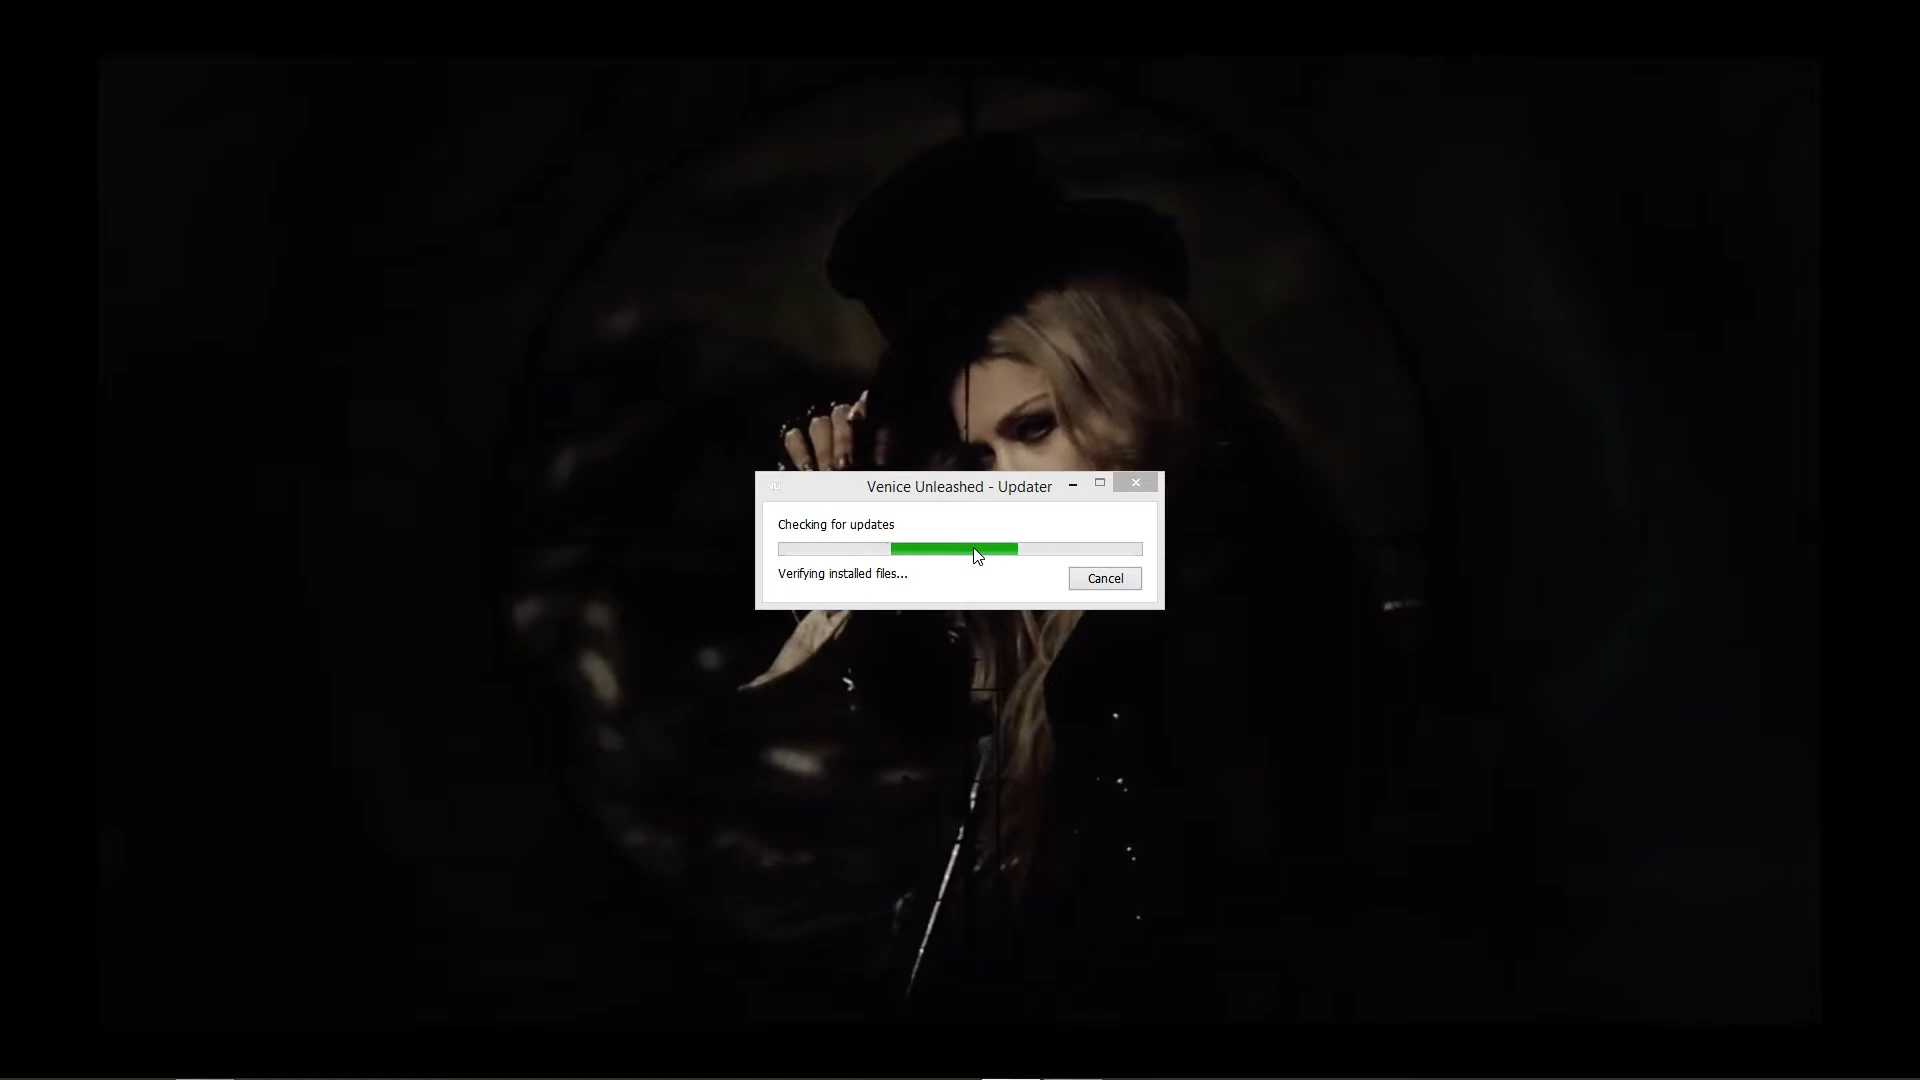 Venice Unleashed - Updater
Checking for updates
Verifying installed files...
Cancel